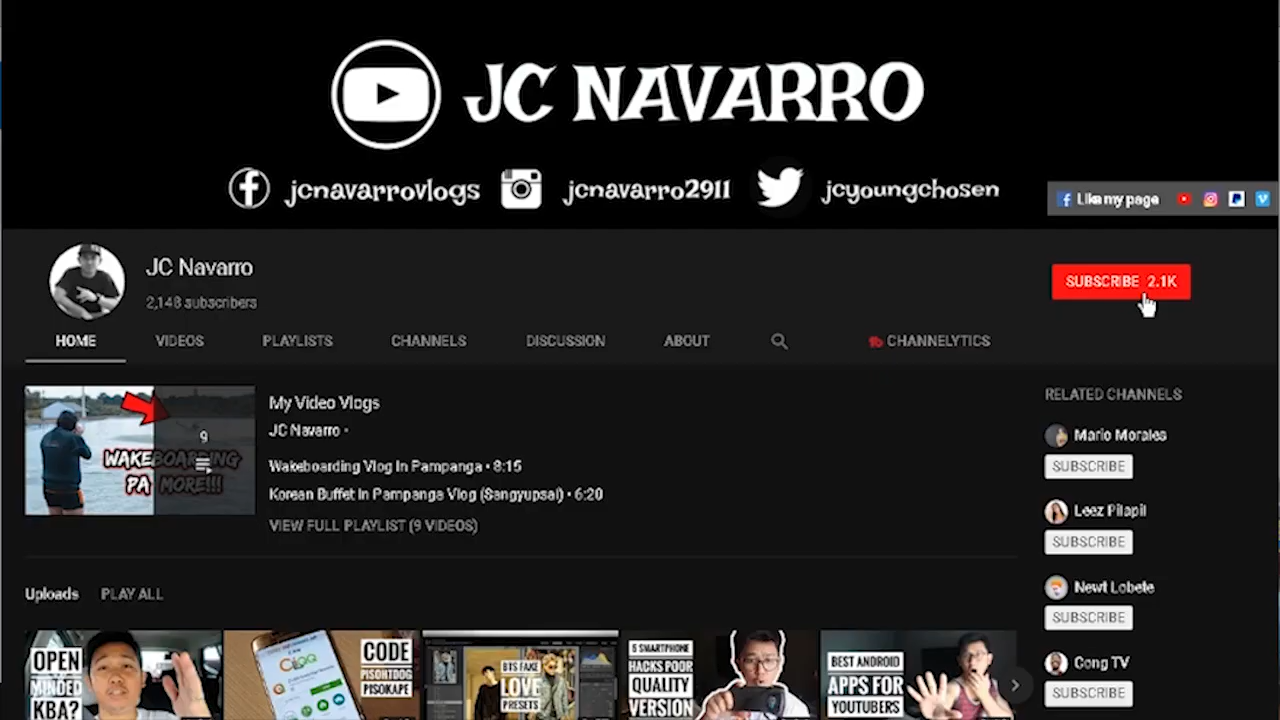 JC NAVARRO
jcnavarrovlogs
jcnavarro2911
jcyoungchosen
Like my page
JC Navarro
2,148 subscribers
SUBSCRIBE 2.1K
HOME
VIDEOS
PLAYLISTS
CHANNELS
DISCUSSION
ABOUT
CHANNELYTICS
WAKEBOARDING
PA MORE!!!
9
My Video Vlogs
JC Navarro •
Wakeboarding Vlog In Pampanga • 8:15
Korean Buffet In Pampanga Vlog (Sangyupsal) • 6:20
VIEW FULL PLAYLIST (9 VIDEOS)
RELATED CHANNELS
Mario Morales
SUBSCRIBE
Leez Pilapil
SUBSCRIBE
Newt Lobete
SUBSCRIBE
Cong TV
SUBSCRIBE
Uploads
PLAY ALL
OPEN
MINDED
KBA?
CODE
PISOHTDOG
PISOKAPE
BTS FAKE
LOVE
PRESETS
5 SMARTPHONE
HACKS POOR
QUALITY
VERSION
BEST ANDROID
APPS FOR
YOUTUBERS